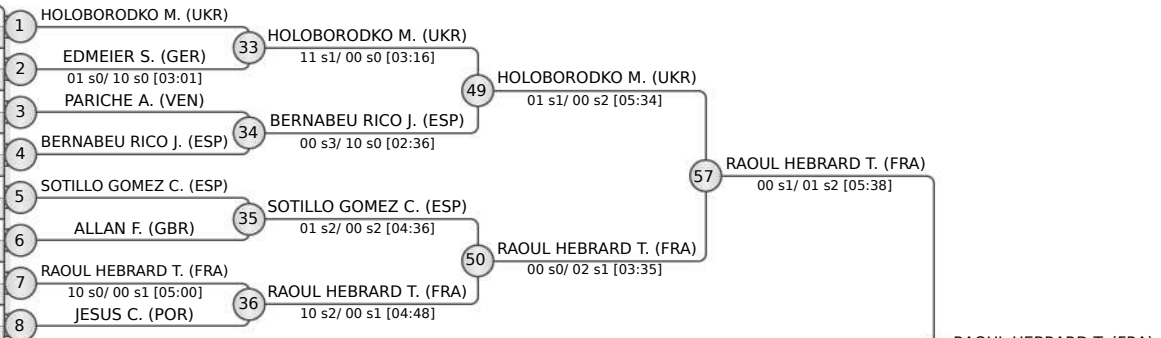 1
HOLOBORODKO M. (UKR)
33
HOLOBORODKO M. (UKR)
11 s1/ 00 s0 [03:16]
2
EDMEIER S. (GER)
01 s0/ 10 s0 [03:01]
49
HOLOBORODKO M. (UKR)
01 s1/ 00 s2 [05:34]
3
PARICHE A. (VEN)
34
BERNABEU RICO J. (ESP)
00 s3/ 10 s0 [02:36]
4
BERNABEU RICO J. (ESP)
57
RAOUL HEBRARD T. (FRA)
00 s1/ 01 s2 [05:38]
5
SOTILLO GOMEZ C. (ESP)
35
SOTILLO GOMEZ C. (ESP)
01 s2/ 00 s2 [04:36]
6
ALLAN F. (GBR)
50
RAOUL HEBRARD T. (FRA)
00 s0/ 02 s1 [03:35]
7
RAOUL HEBRARD T. (FRA)
10 s0/ 00 s1 [05:00]
36
RAOUL HEBRARD T. (FRA)
10 s2/ 00 s1 [04:48]
8
JESUS C. (POR)
RAOUL HEBRARD T. (FRA)